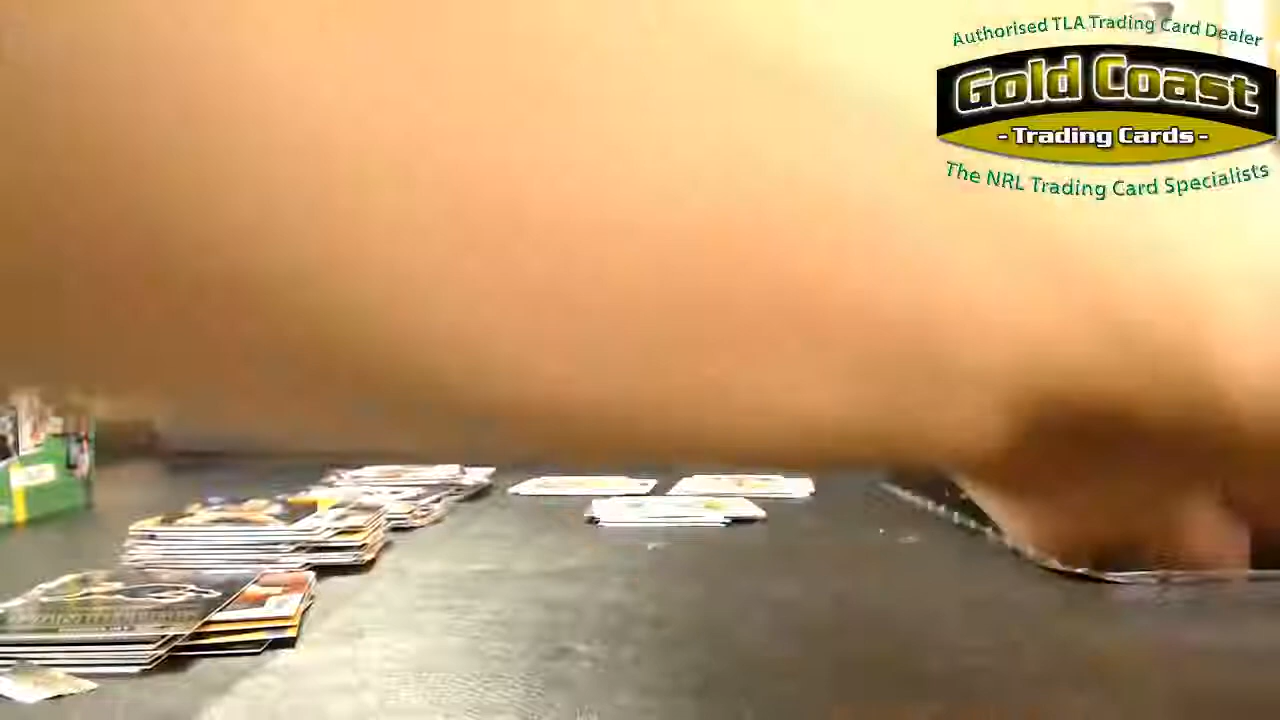 Authorised TLA Trading Card Dealer
Gold Coast
- Trading Cards -
The NRL Trading Card Specialists